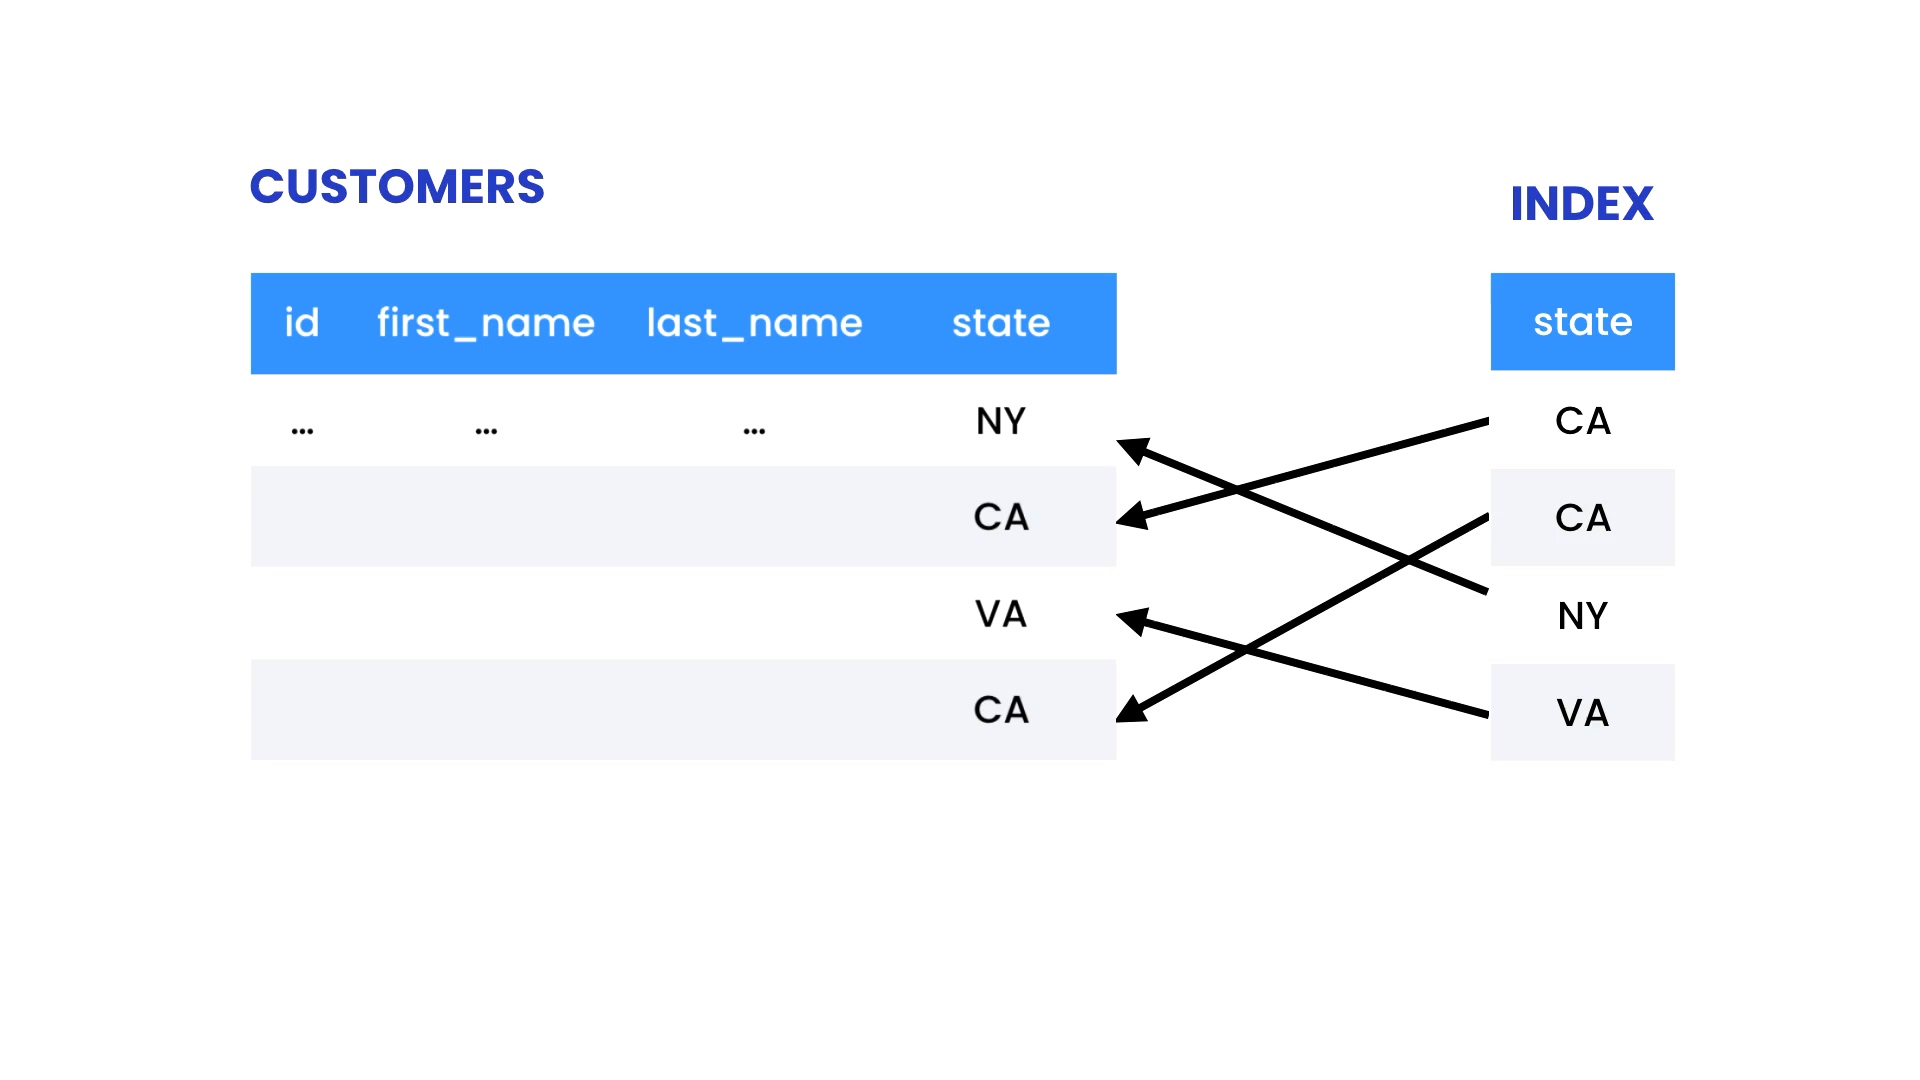 CUSTOMERS
INDEX
id first_name last_name state
state
... ... ... NY
CA
CA
CA
VA
NY
CA
VA